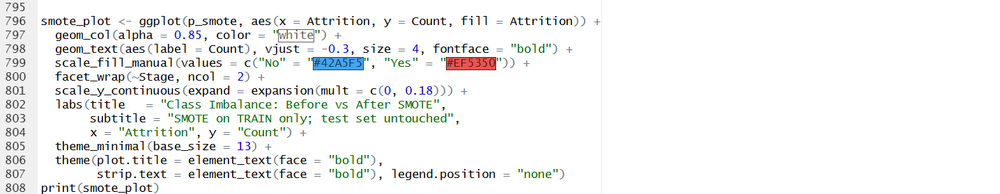 795
796 smote_plot <- ggplot(p_smote, aes(x = Attrition, y = Count, fill = Attrition)) +
797   geom_col(alpha = 0.85, color = "white") +
798   geom_text(aes(label = Count), vjust = -0.3, size = 4, fontface = "bold") +
799   scale_fill_manual(values = c("No" = "#42A5F5", "Yes" = "#EF5350")) +
800   facet_wrap(~Stage, ncol = 2) +
801   scale_y_continuous(expand = expansion(mult = c(0, 0.18))) +
802   labs(title   = "Class Imbalance: Before vs After SMOTE",
803        subtitle = "SMOTE on TRAIN only; test set untouched",
804        x = "Attrition", y = "Count") +
805   theme_minimal(base_size = 13) +
806   theme(plot.title = element_text(face = "bold"),
807         strip.text = element_text(face = "bold"), legend.position = "none")
808 print(smote_plot)